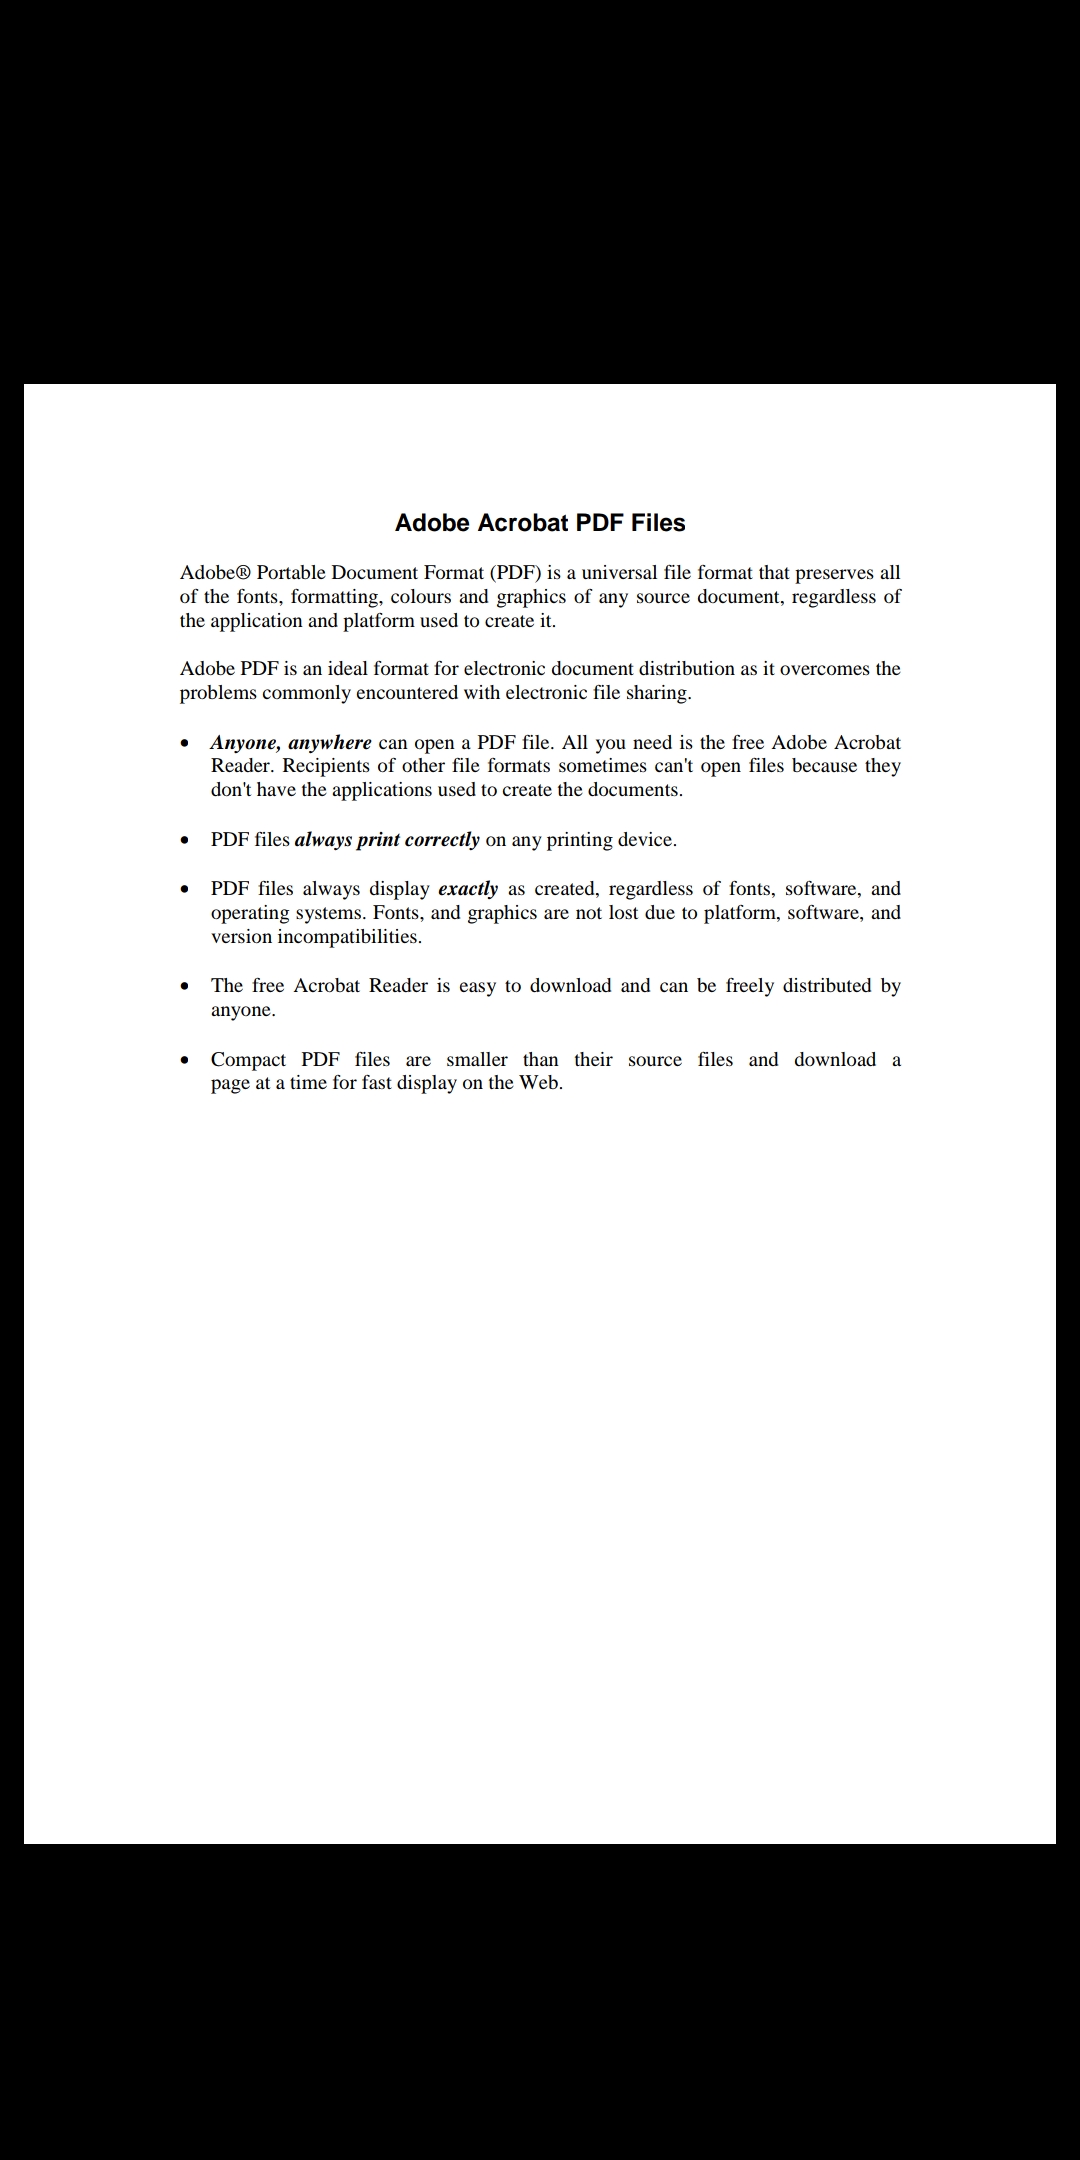 Adobe Acrobat PDF Files
Adobe® Portable Document Format (PDF) is a universal file format that preserves all
of the fonts, formatting, colours and graphics of any source document, regardless of
the application and platform used to create it.
Adobe PDF is an ideal format for electronic document distribution as it overcomes the
problems commonly encountered with electronic file sharing.
• Anyone, anywhere can open a PDF file. All you need is the free Adobe Acrobat
Reader. Recipients of other file formats sometimes can't open files because they
don't have the applications used to create the documents.
• PDF files always print correctly on any printing device.
• PDF files always display exactly as created, regardless of fonts, software, and
operating systems. Fonts, and graphics are not lost due to platform, software, and
version incompatibilities.
• The free Acrobat Reader is easy to download and can be freely distributed by
anyone.
• Compact PDF files are smaller than their source files and download a
page at a time for fast display on the Web.